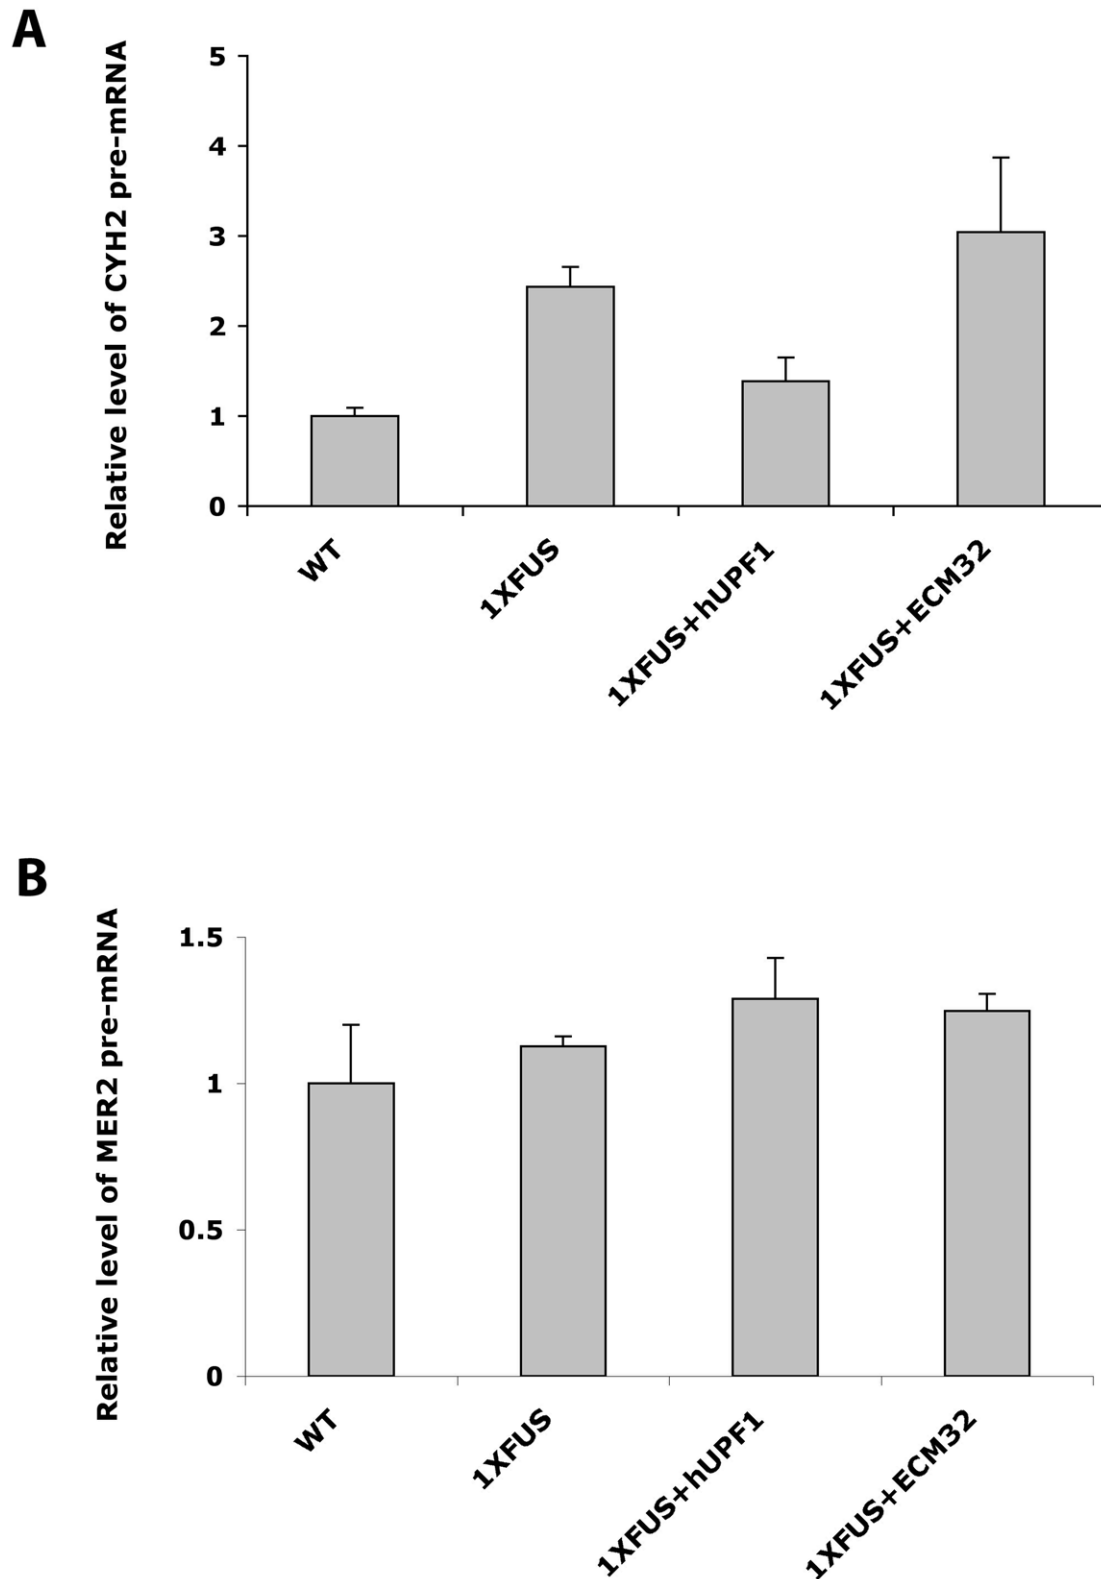 A
Relative level of CYH2 pre-mRNA
5
4
3
2
1
0
WT
1XFUS
1XFUS+hUPF1
1XFUS+ECM32
B
Relative level of MER2 pre-mRNA
1.5
1
0.5
0
WT
1XFUS
1XFUS+hUPF1
1XFUS+ECM32